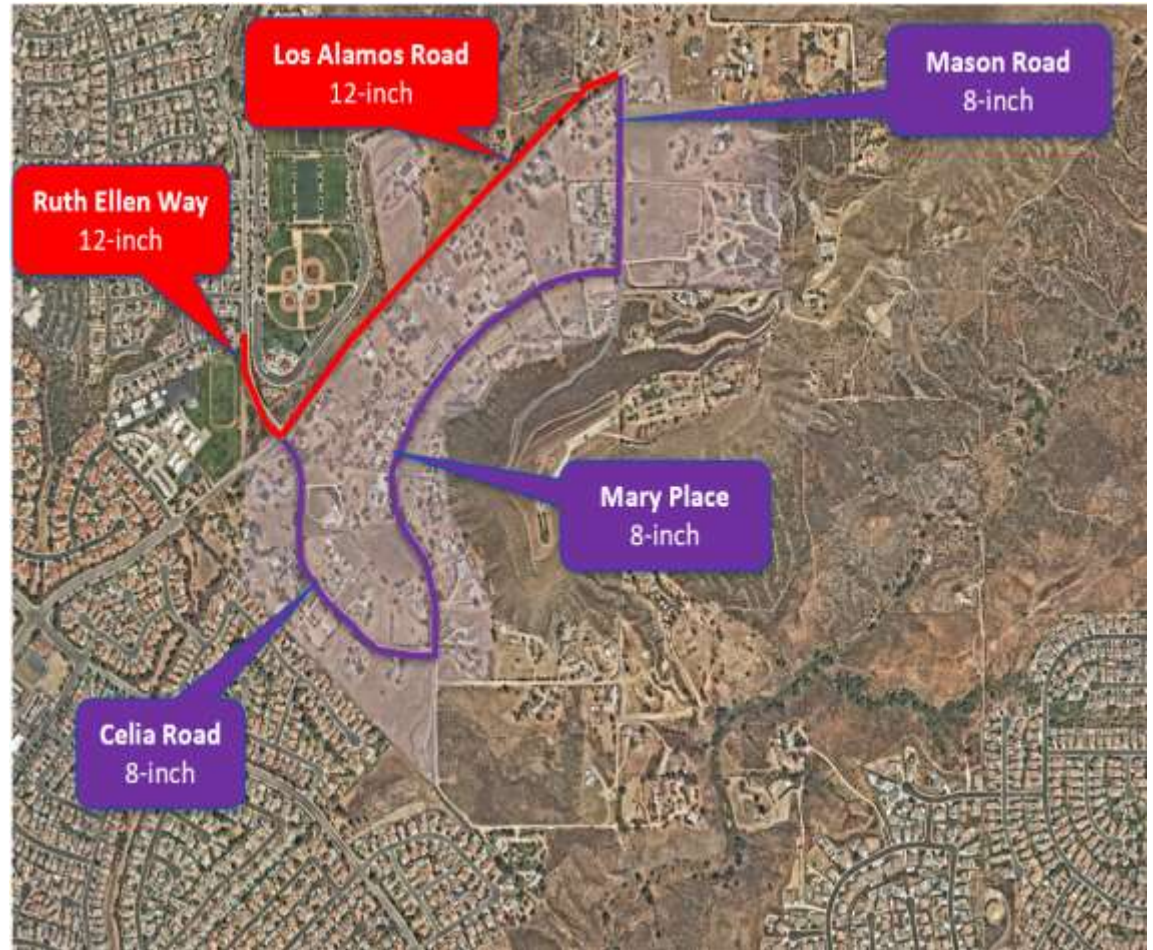 Los Alamos Road
12-inch
Mason Road
8-inch
Ruth Ellen Way
12-inch
Mary Place
8-inch
Celia Road
8-inch